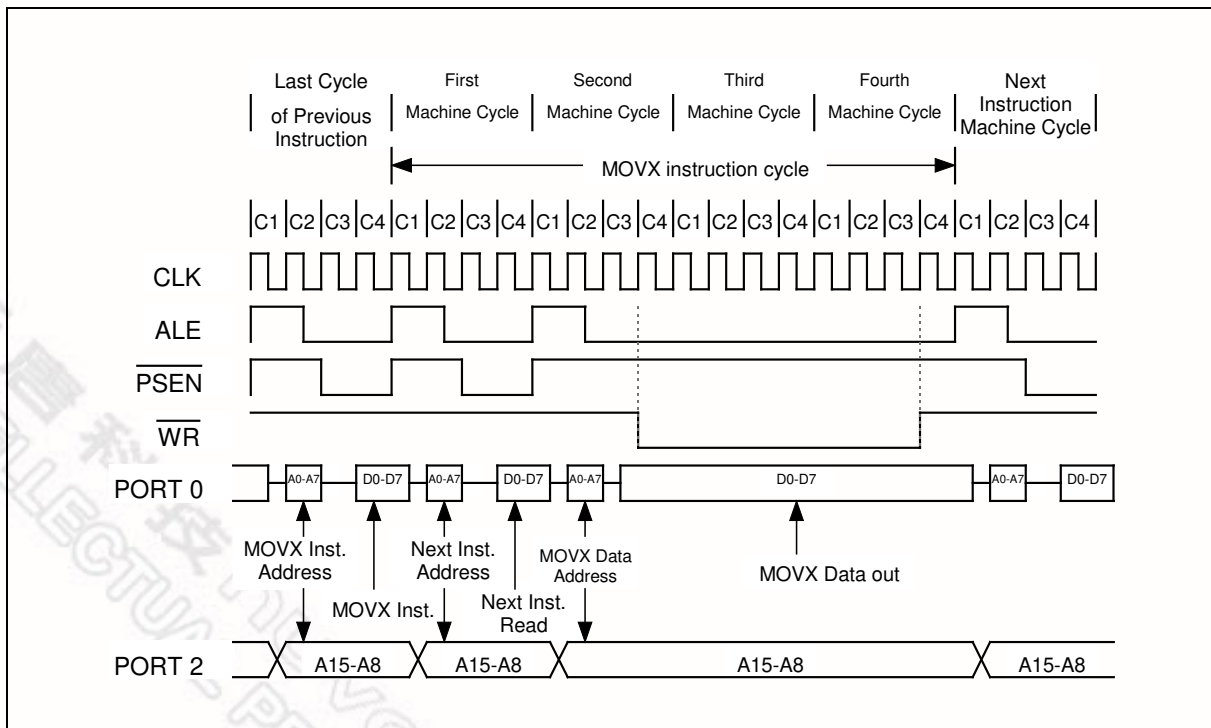 Last Cycle
of Previous
Instruction
First
Machine Cycle
Second
Machine Cycle
Third
Machine Cycle
Fourth
Machine Cycle
Next
Instruction
Machine Cycle
MOVX instruction cycle
C1 C2 C3 C4 C1 C2 C3 C4 C1 C2 C3 C4 C1 C2 C3 C4 C1 C2 C3 C4 C1 C2 C3 C4
CLK
ALE
PSEN
WR
PORT 0
A0-A7 D0-D7 A0-A7 D0-D7 A0-A7 D0-D7 A0-A7 D0-D7
MOVX Inst.
Address
MOVX Inst.
Next Inst.
Address
Next Inst.
Read
MOVX Data
Address
MOVX Data out
PORT 2
A15-A8 A15-A8 A15-A8 A15-A8